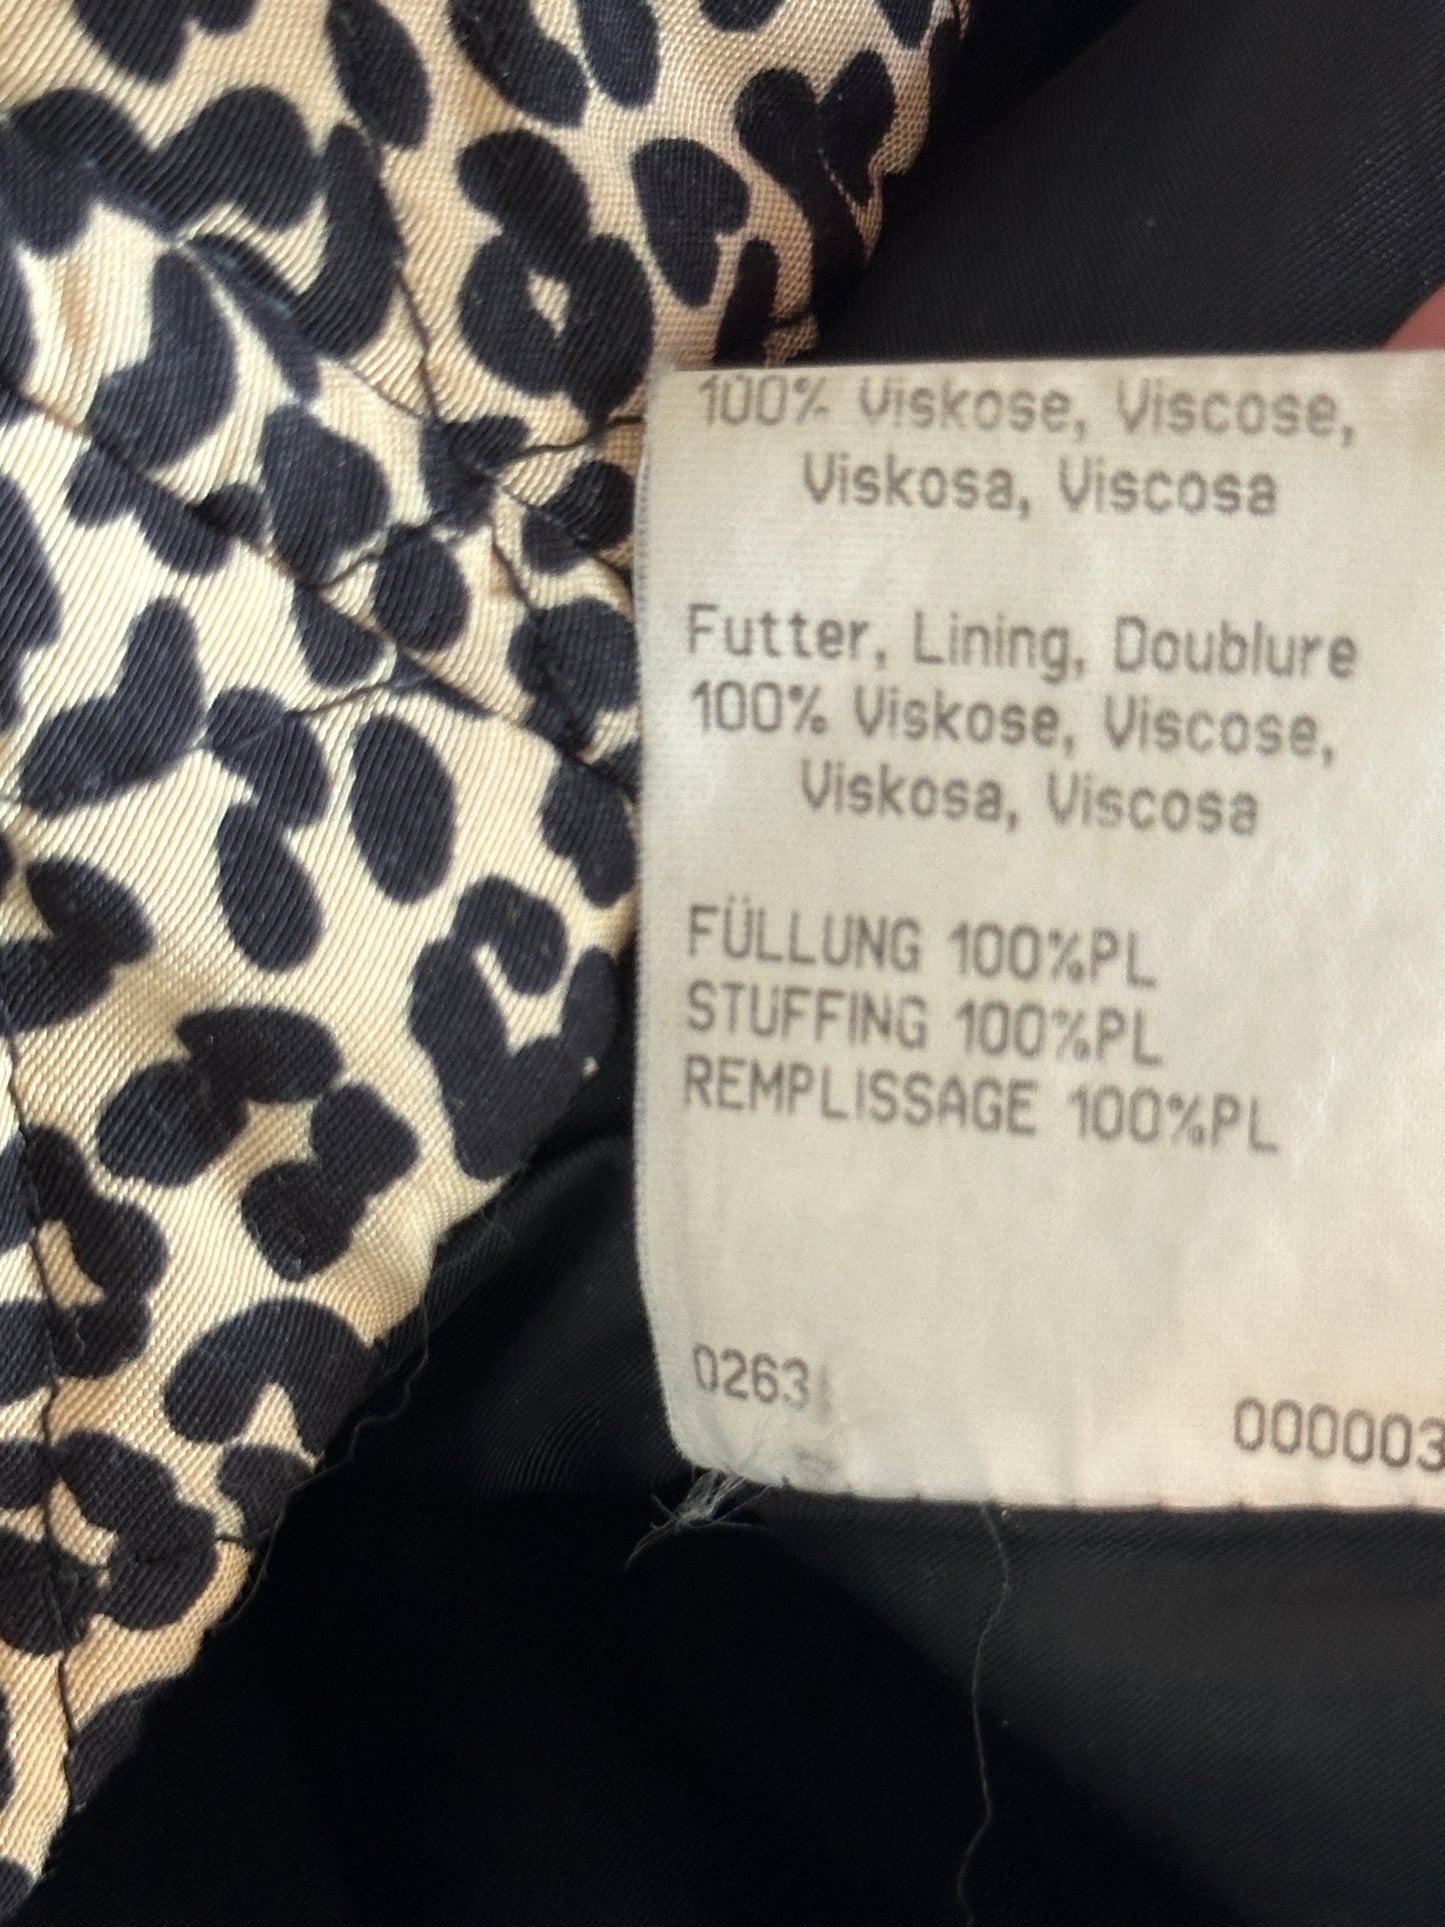 100% Viskose, Viscose,
Viskosa, Viscosa
Futter, Lining, Doublure
100% Viskose, Viscose,
Viskosa, Viscosa
FÜLLUNG 100%PL
STUFFING 100%PL
REMPLISSAGE 100%PL
0263
000003